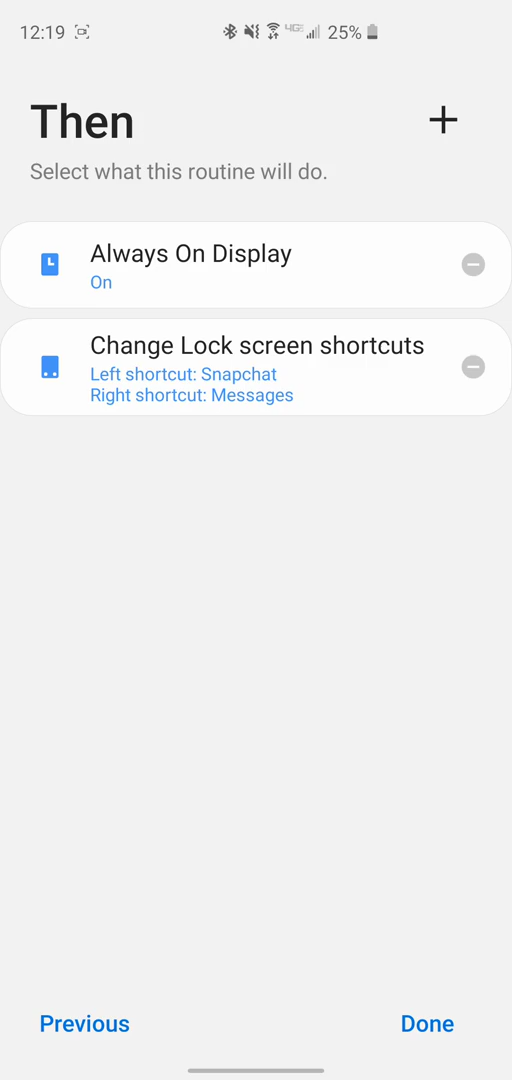 12:19 4G 25%
Then
Select what this routine will do.
Always On Display
On
Change Lock screen shortcuts
Left shortcut: Snapchat
Right shortcut: Messages
Previous Done